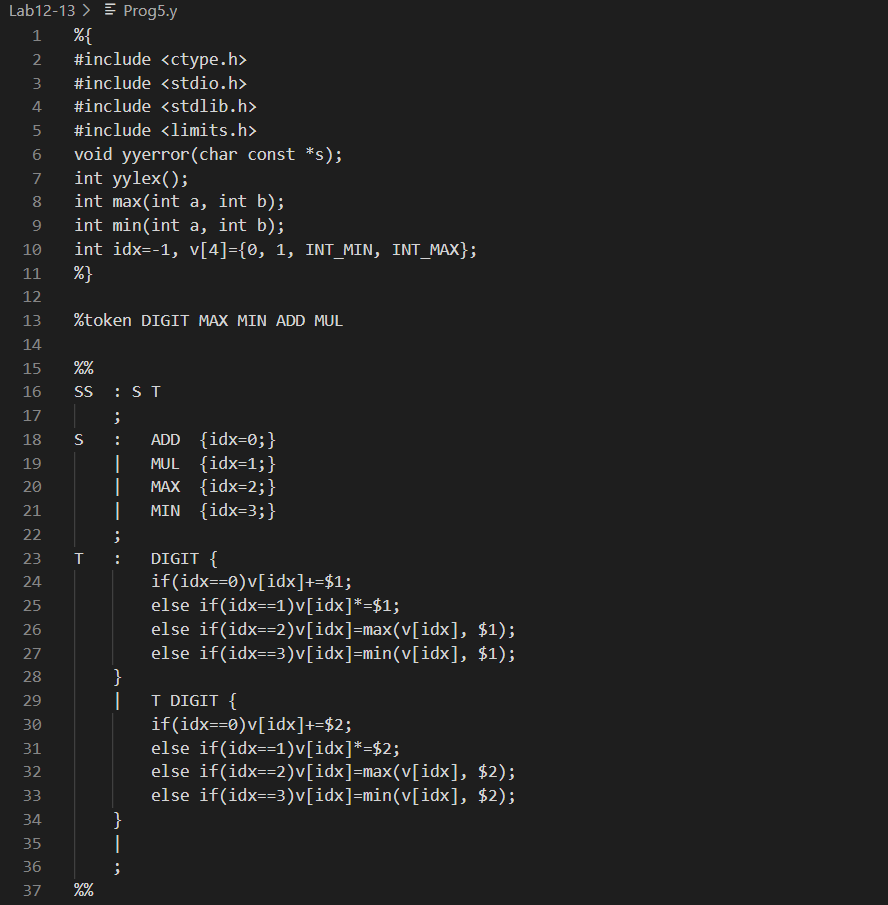 Lab12-13 > Prog5.y
1 %{
2 #include <ctype.h>
3 #include <stdio.h>
4 #include <stdlib.h>
5 #include <limits.h>
6 void yyerror(char const *s);
7 int yylex();
8 int max(int a, int b);
9 int min(int a, int b);
10 int idx=-1, v[4]={0, 1, INT_MIN, INT_MAX};
11 %}
12
13 %token DIGIT MAX MIN ADD MUL
14
15 %%
16 SS  : S T
17     ;
18 S   :   ADD  {idx=0;}
19     |   MUL  {idx=1;}
20     |   MAX  {idx=2;}
21     |   MIN  {idx=3;}
22     ;
23 T   :   DIGIT {
24         if(idx==0)v[idx]+=$1;
25         else if(idx==1)v[idx]*=$1;
26         else if(idx==2)v[idx]=max(v[idx], $1);
27         else if(idx==3)v[idx]=min(v[idx], $1);
28     }
29     |   T DIGIT {
30         if(idx==0)v[idx]+=$2;
31         else if(idx==1)v[idx]*=$2;
32         else if(idx==2)v[idx]=max(v[idx], $2);
33         else if(idx==3)v[idx]=min(v[idx], $2);
34     }
35     |
36     ;
37 %%